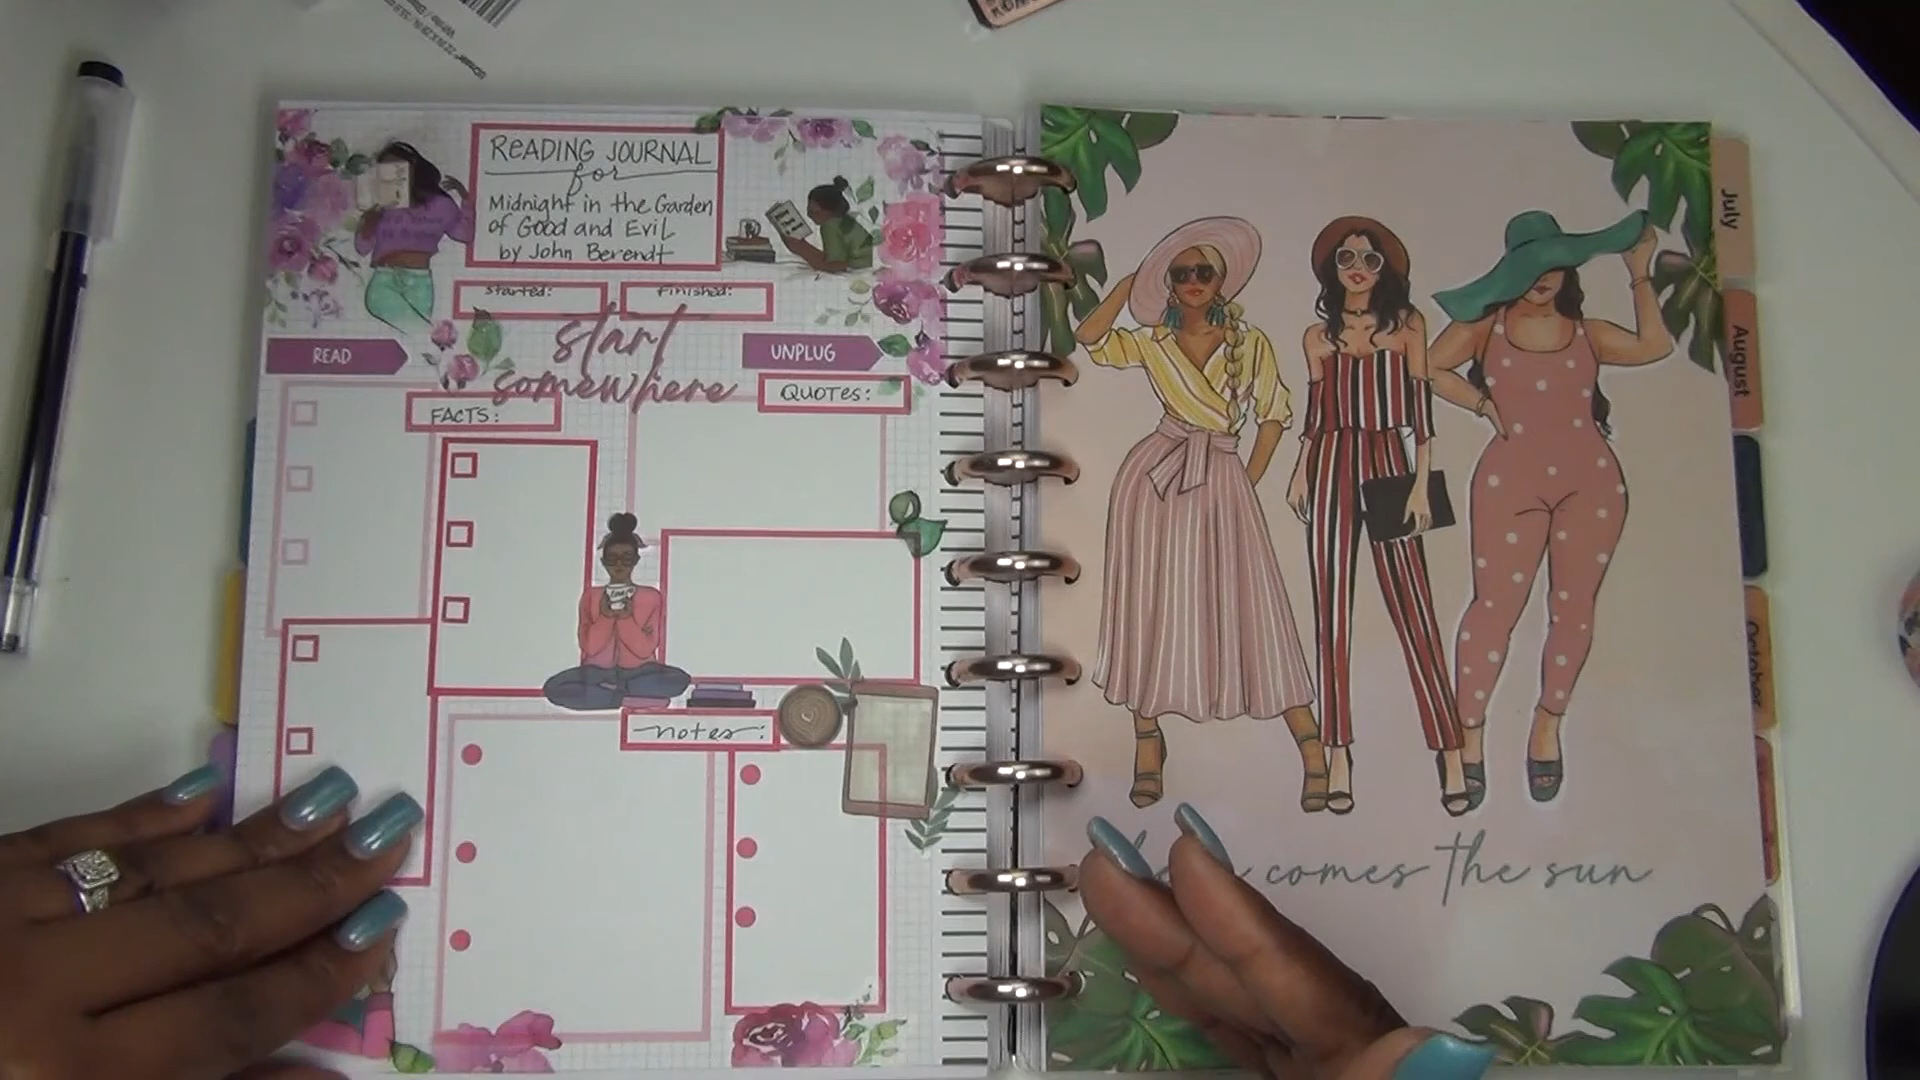 READING JOURNAL
for
Midnight in the Garden
of Good and Evil
by John Berendt
started:
finished:
READ
start
somewhere
UNPLUG
FACTS:
QUOTES:
notes:
comes the sun
July
August
October